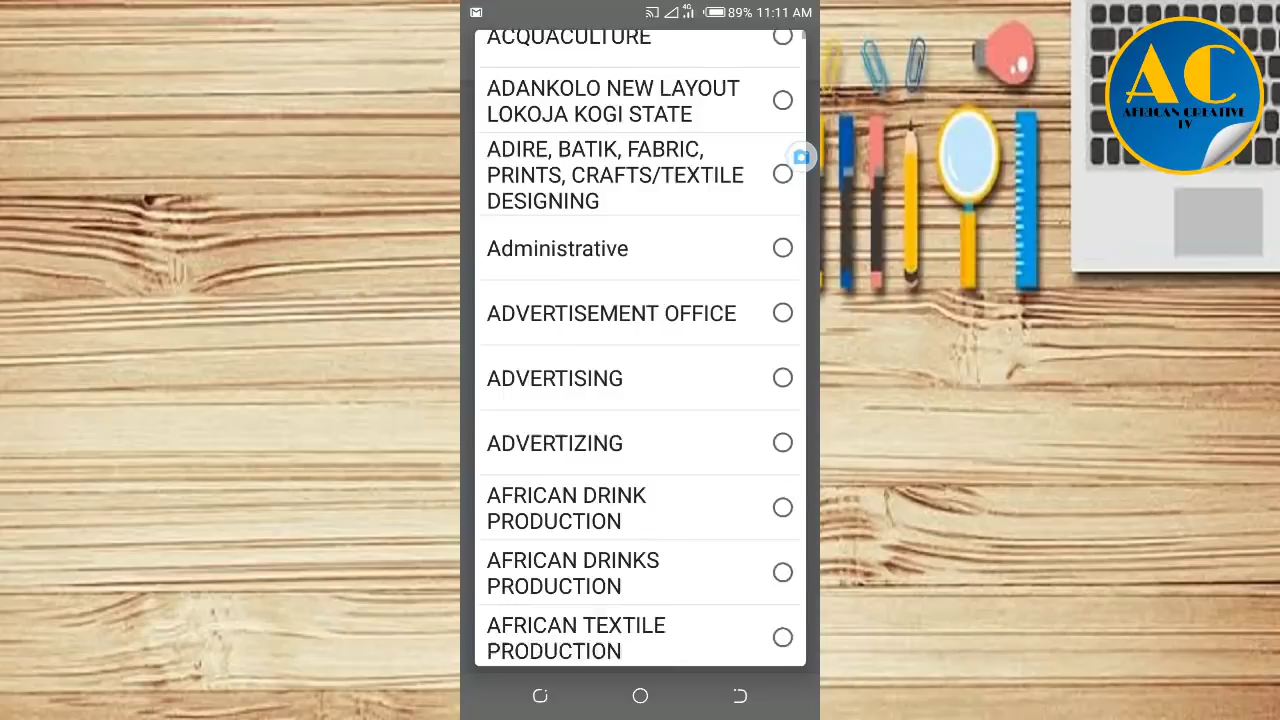 4G
89% 11:11 AM
ACQUACULTURE
ADANKOLO NEW LAYOUT
LOKOJA KOGI STATE
ADIRE, BATIK, FABRIC,
PRINTS, CRAFTS/TEXTILE
DESIGNING
Administrative
ADVERTISEMENT OFFICE
ADVERTISING
ADVERTIZING
AFRICAN DRINK
PRODUCTION
AFRICAN DRINKS
PRODUCTION
AFRICAN TEXTILE
PRODUCTION
AC
AFRICAN CREATIVE
TV